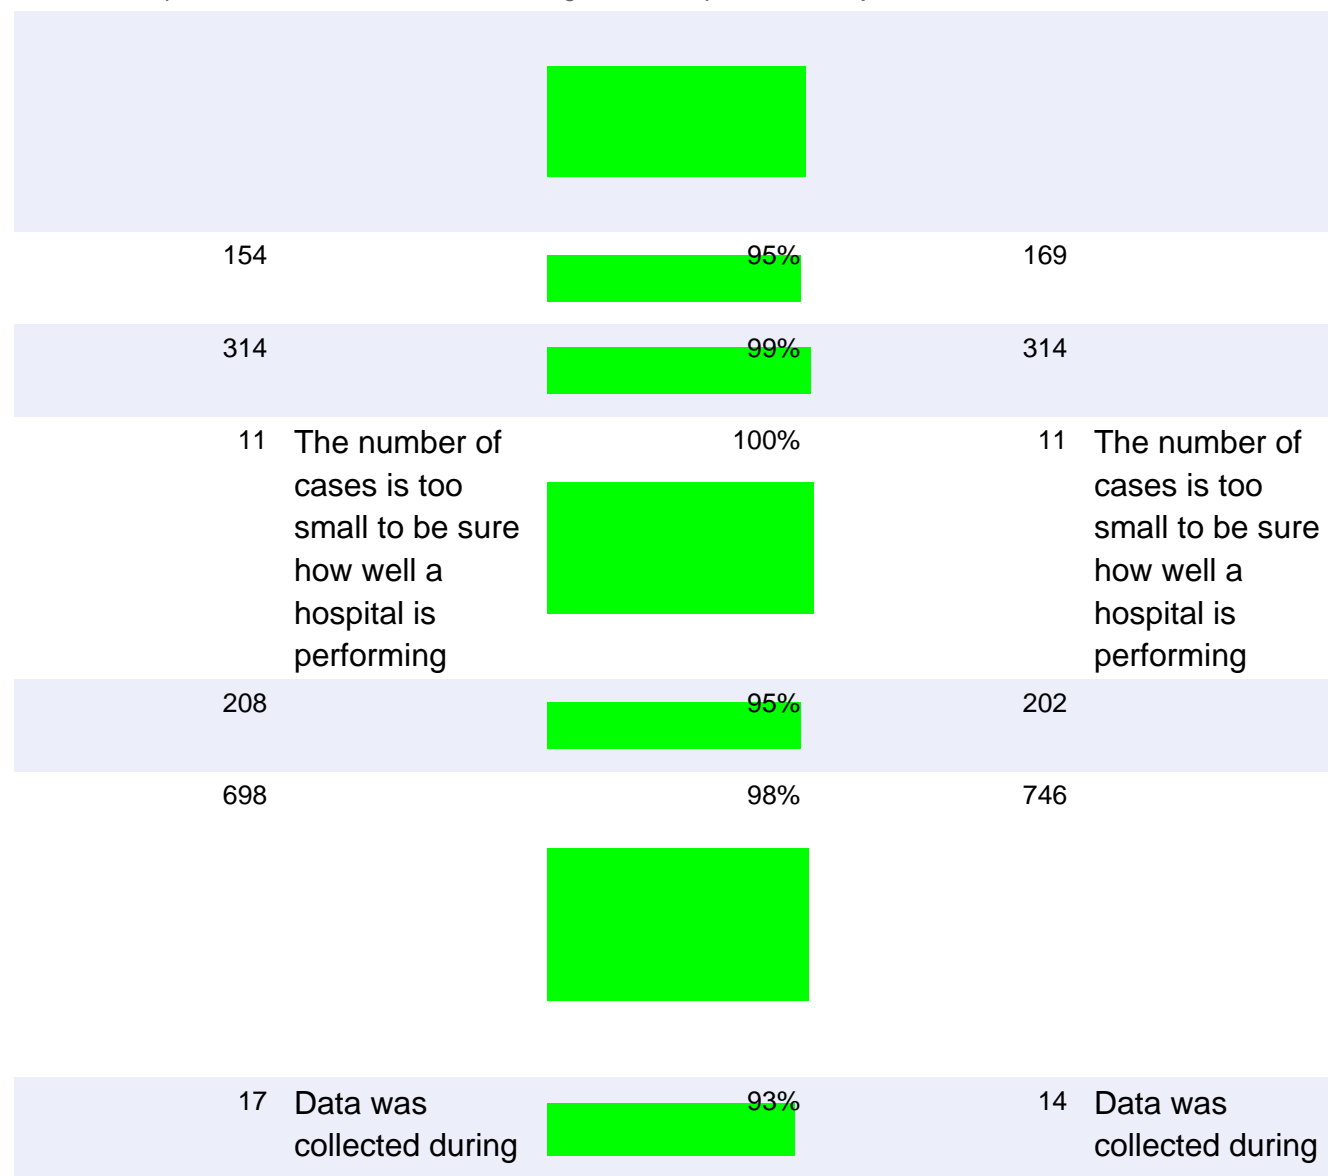 154 95% 169
314 99% 314
11 The number of 100% 11 The number of
cases is too cases is too
small to be sure small to be sure
how well a how well a
hospital is hospital is
performing performing
208 95% 202
698 98% 746
17 Data was 93% 14 Data was
collected during collected during